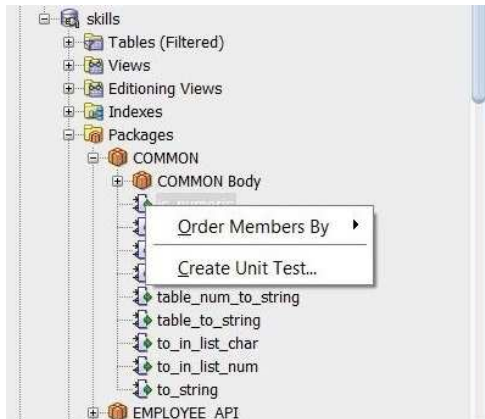 skills
Tables (Filtered)
Views
Editioning Views
Indexes
Packages
COMMON
COMMON Body
Order Members By
Create Unit Test...
table_num_to_string
table_to_string
to_in_list_char
to_in_list_num
to_string
EMPLOYEE_API